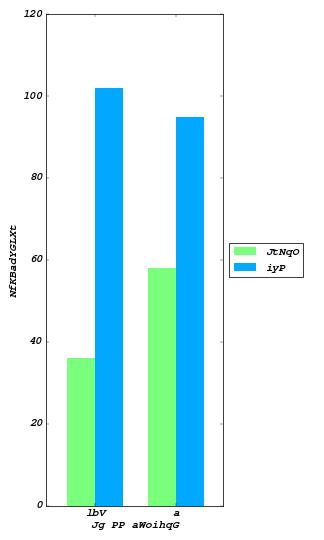 120
100
80
60
40
20
0
NfKBadYGLXt
lbV a
Jg PP aWoihqG
JtNqO
iyP